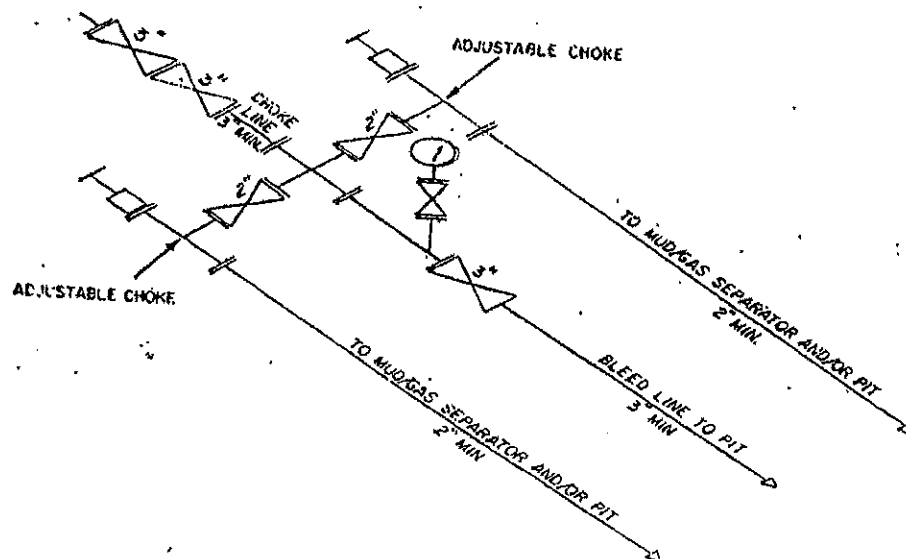 3"
3"
ADJUSTABLE CHOKE
CHOKE
LINE
3" MIN.
2"
2"
3"
ADJUSTABLE CHOKE
TO MUD/GAS SEPARATOR AND/OR PIT
2" MIN.
BLEED LINE TO PIT
3" MIN
TO MUD/GAS SEPARATOR AND/OR PIT
2" MIN